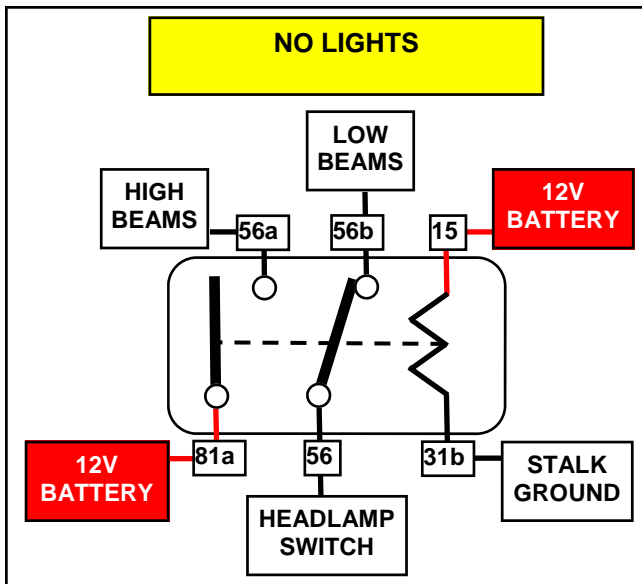 NO LIGHTS
LOW
BEAMS
HIGH
BEAMS
12V
BATTERY
56a
56b
15
81a
56
31b
12V
BATTERY
STALK
GROUND
HEADLAMP
SWITCH